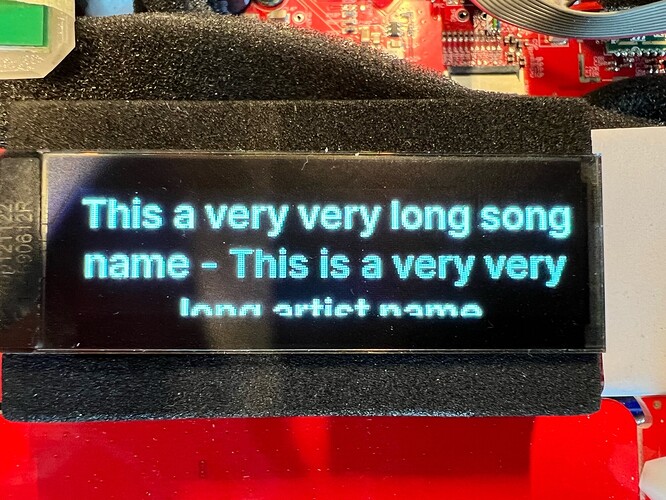 This a very very long song
name - This is a very very
long artist name